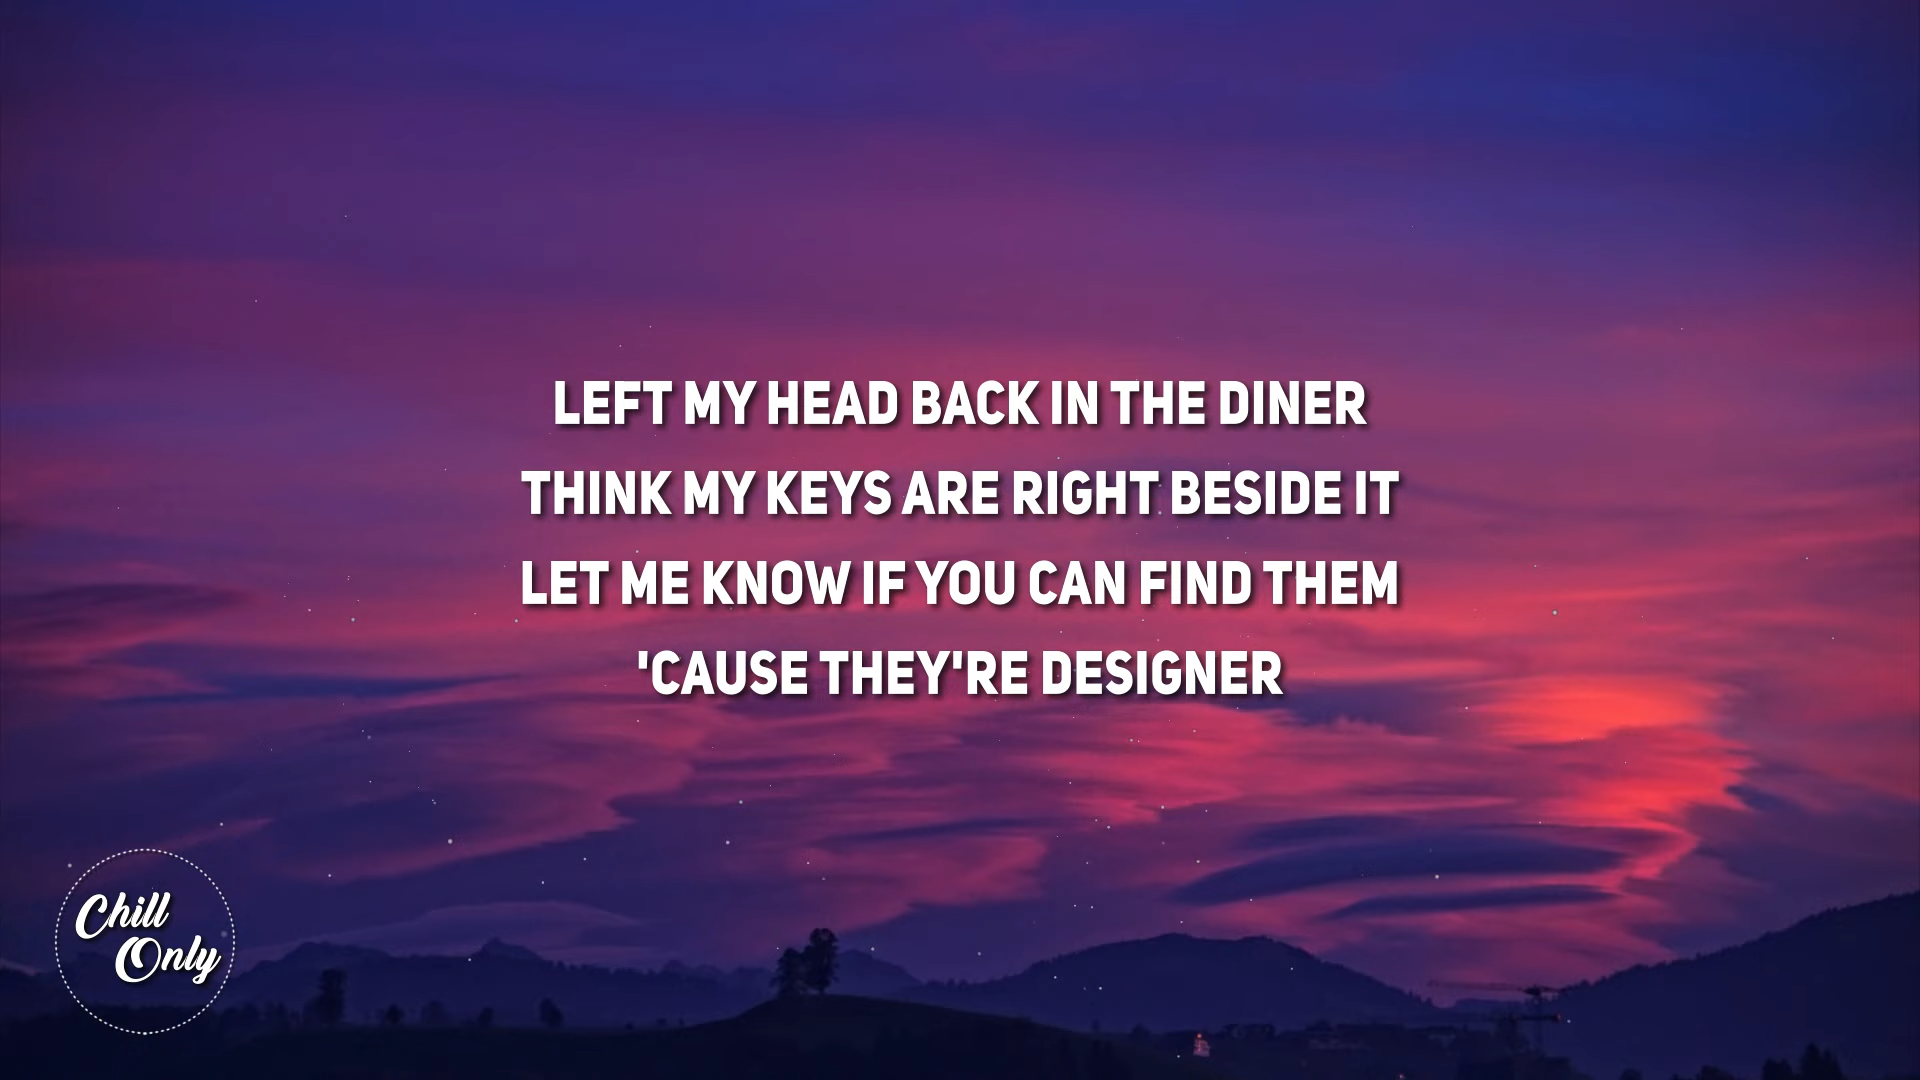 LEFT MY HEAD BACK IN THE DINER
THINK MY KEYS ARE RIGHT BESIDE IT
LET ME KNOW IF YOU CAN FIND THEM
'CAUSE THEY'RE DESIGNER
Chill
Only